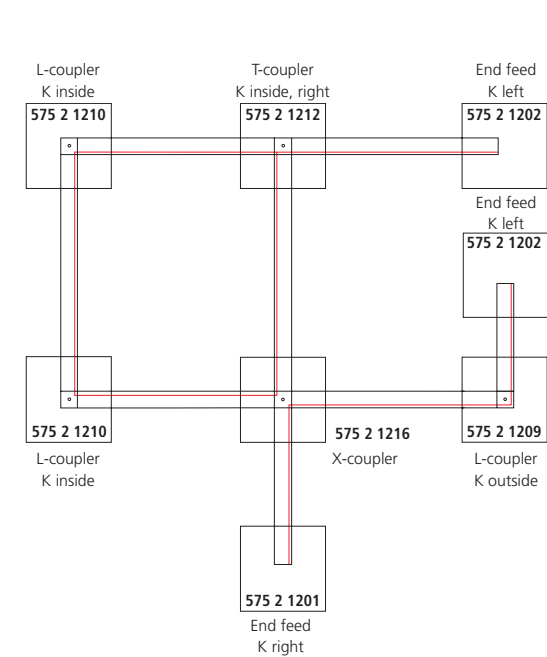 L-coupler
K inside
575 2 1210
T-coupler
K inside, right
575 2 1212
End feed
K left
575 2 1202
End feed
K left
575 2 1202
575 2 1210
L-coupler
K inside
575 2 1216
X-coupler
575 2 1209
L-coupler
K outside
575 2 1201
End feed
K right